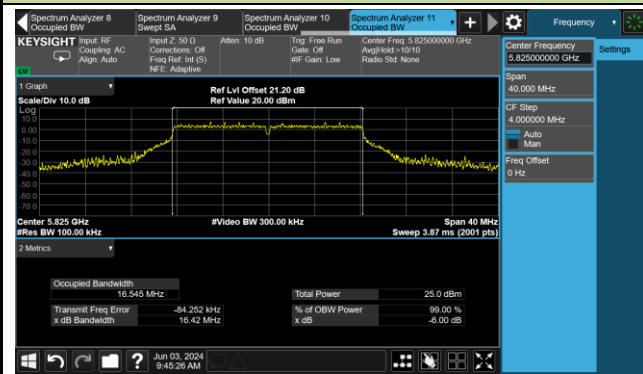 Spectrum Analyzer 8
Occupied BW
Spectrum Analyzer 9
Swept SA
Spectrum Analyzer 10
Occupied BW
Spectrum Analyzer 11
Occupied BW
Frequency
KEYSIGHT
Input: RF
Coupling: AC
Align: Auto
Input Z: 50 Ω
Corrections: Off
Freq Ref: Int (S)
NFE: Adaptive
Atten: 10 dB
Trig: Free Run
Gate: Off
#IF Gain: Low
Center Freq: 5.825000000 GHz
Avg|Hold:>10/10
Radio Std: None
LXI
Center Frequency
5.825000000 GHz
Settings
Span
40.000 MHz
CF Step
4.000000 MHz
Auto
Man
Freq Offset
0 Hz
1 Graph
Scale/Div 10.0 dB
Ref Lvl Offset 21.20 dB
Ref Value 20.00 dBm
Log
10.0
0.00
-10.0
-20.0
-30.0
-40.0
-50.0
-60.0
-70.0
Center 5.825 GHz
#Video BW 300.00 kHz
Span 40 MHz
#Res BW 100.00 kHz
Sweep 3.87 ms (2001 pts)
2 Metrics
Occupied Bandwidth
16.545 MHz
Total Power 25.0 dBm
Transmit Freq Error -84.252 kHz
% of OBW Power 99.00 %
x dB Bandwidth 16.42 MHz
x dB -6.00 dB
?
Jun 03, 2024
9:45:26 AM